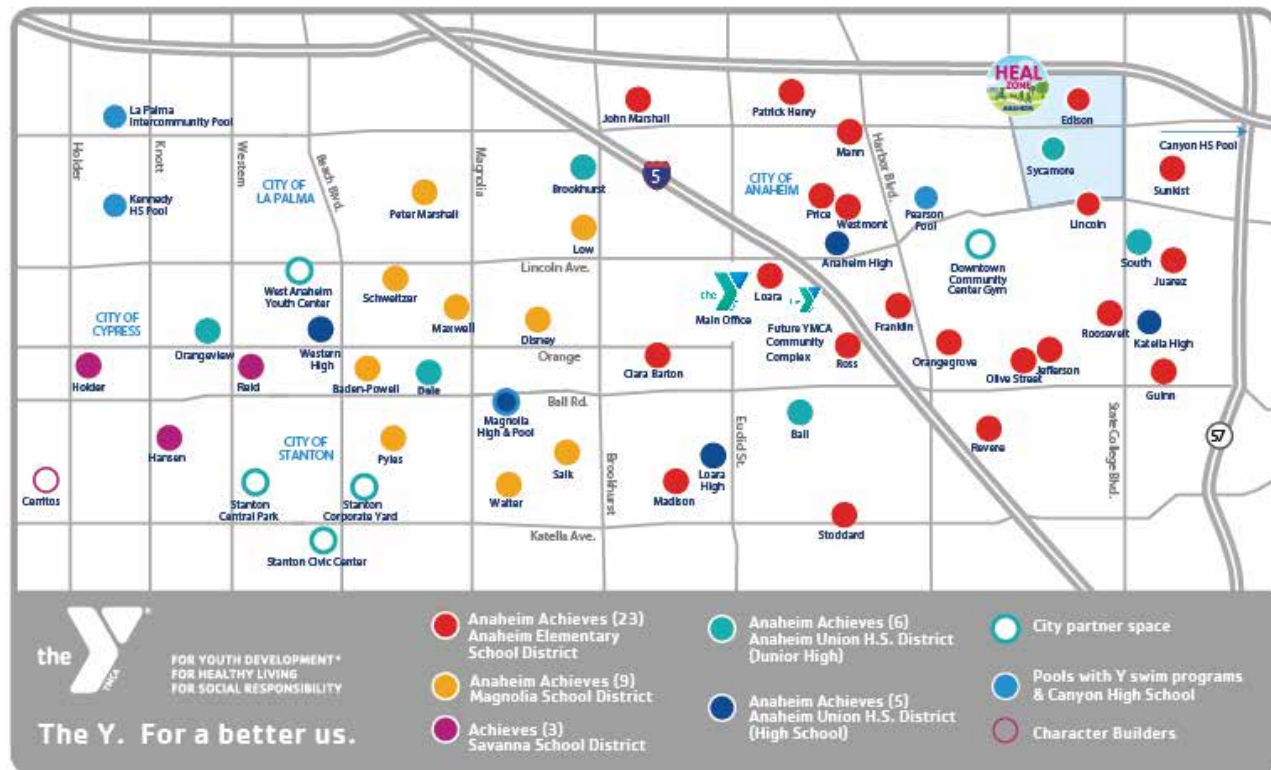 HEAL
ZONE
ANAHEIM
La Palma
Intercommunity Pool
John Marshall
Patrick Henry
Edison
Mann
Canyon HS Pool
Holder
Knott
Western
Beach Blvd.
Magnolia
Harbor Blvd.
5
Sycamore
Sunkist
CITY OF
LA PALMA
Brookhurst
CITY OF
ANAHEIM
Kennedy
HS Pool
Peter Marshall
Price
Westmont
Pearson
Pool
Lincoln
Low
Anaheim High
Downtown
Community
Center Gym
South
Juarez
Lincoln Ave.
West Anaheim
Youth Center
Schweitzer
the
Main Office
Loara
Future YMCA
Community
Complex
Maxwell
Disney
Franklin
Roosevelt
Katella High
CITY OF
CYPRESS
Orangeview
Western
High
Orange
Orangegrove
Holder
Reid
Baden-Powell
Dale
Clara Barton
Ross
Olive Street
Jefferson
Guinn
Ball Rd.
Magnolia
High & Pool
Euclid St.
Ball
Revere
State College Blvd.
57
Hansen
CITY OF
STANTON
Pyles
Salk
Brookhurst
Loara
High
Cerritos
Stanton
Central Park
Stanton
Corporate Yard
Walter
Madison
Stoddard
Katella Ave.
Stanton Civic Center
the
YMCA
®
FOR YOUTH DEVELOPMENT®
FOR HEALTHY LIVING
FOR SOCIAL RESPONSIBILITY
The Y. For a better us.
Anaheim Achieves (23)
Anaheim Elementary
School District
Anaheim Achieves (9)
Magnolia School District
Achieves (3)
Savanna School District
Anaheim Achieves (6)
Anaheim Union H.S. District
(Junior High)
Anaheim Achieves (5)
Anaheim Union H.S. District
(High School)
City partner space
Pools with Y swim programs
& Canyon High School
Character Builders